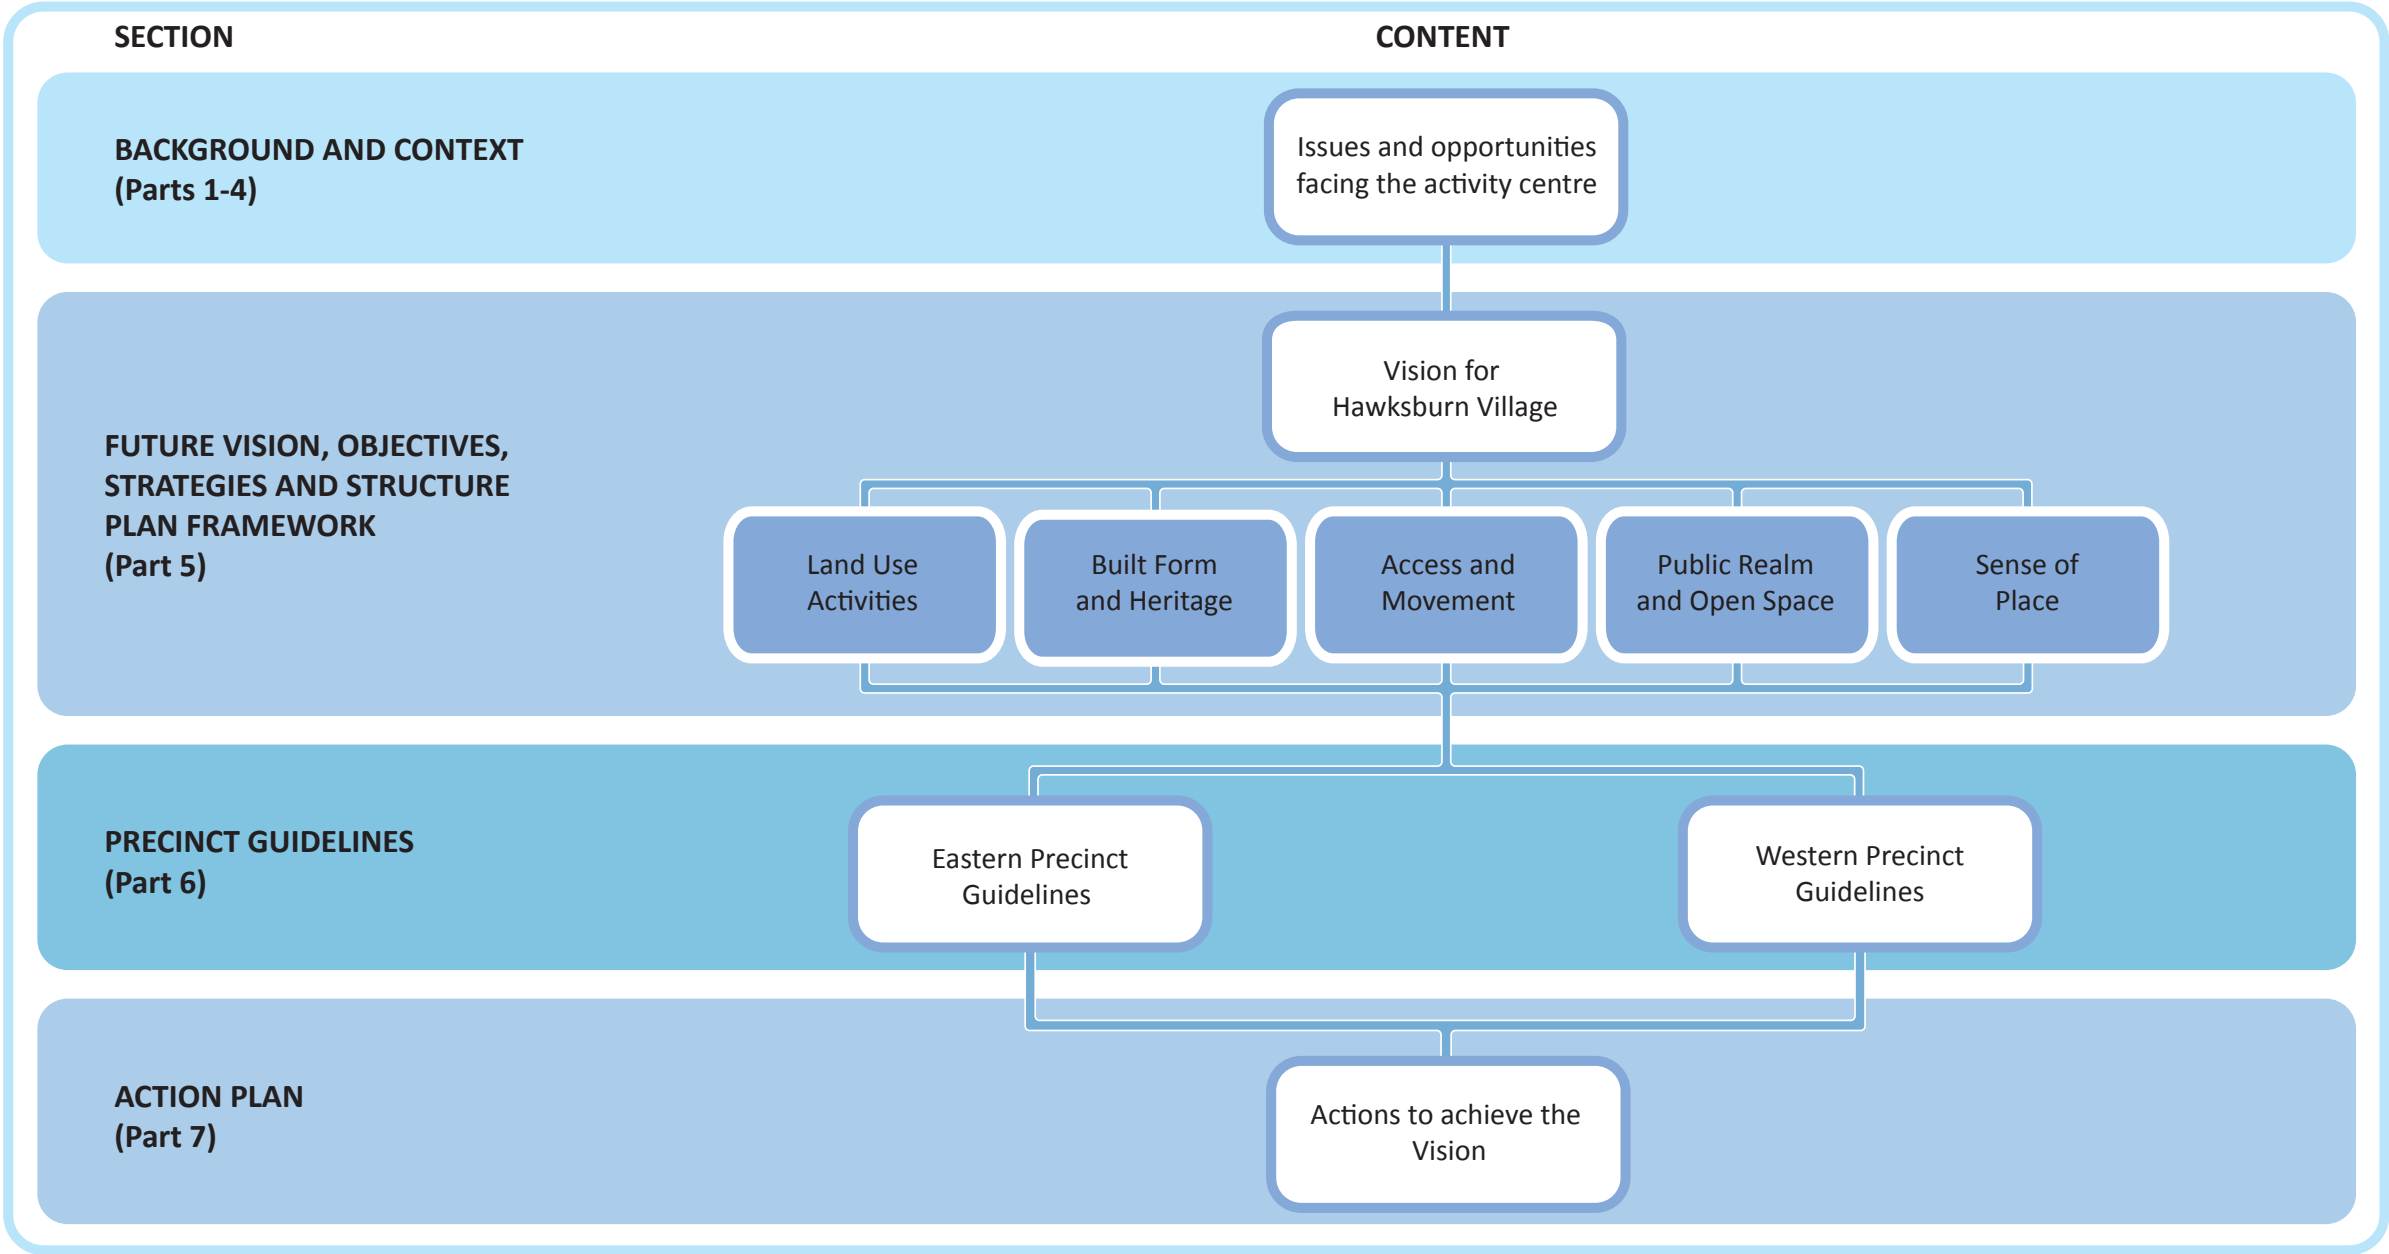 SECTION
CONTENT
BACKGROUND AND CONTEXT
(Parts 1-4)
Issues and opportunities
facing the activity centre
FUTURE VISION, OBJECTIVES,
STRATEGIES AND STRUCTURE
PLAN FRAMEWORK
(Part 5)
Vision for
Hawksburn Village
Land Use
Activities
Built Form
and Heritage
Access and
Movement
Public Realm
and Open Space
Sense of
Place
PRECINCT GUIDELINES
(Part 6)
Eastern Precinct
Guidelines
Western Precinct
Guidelines
ACTION PLAN
(Part 7)
Actions to achieve the
Vision